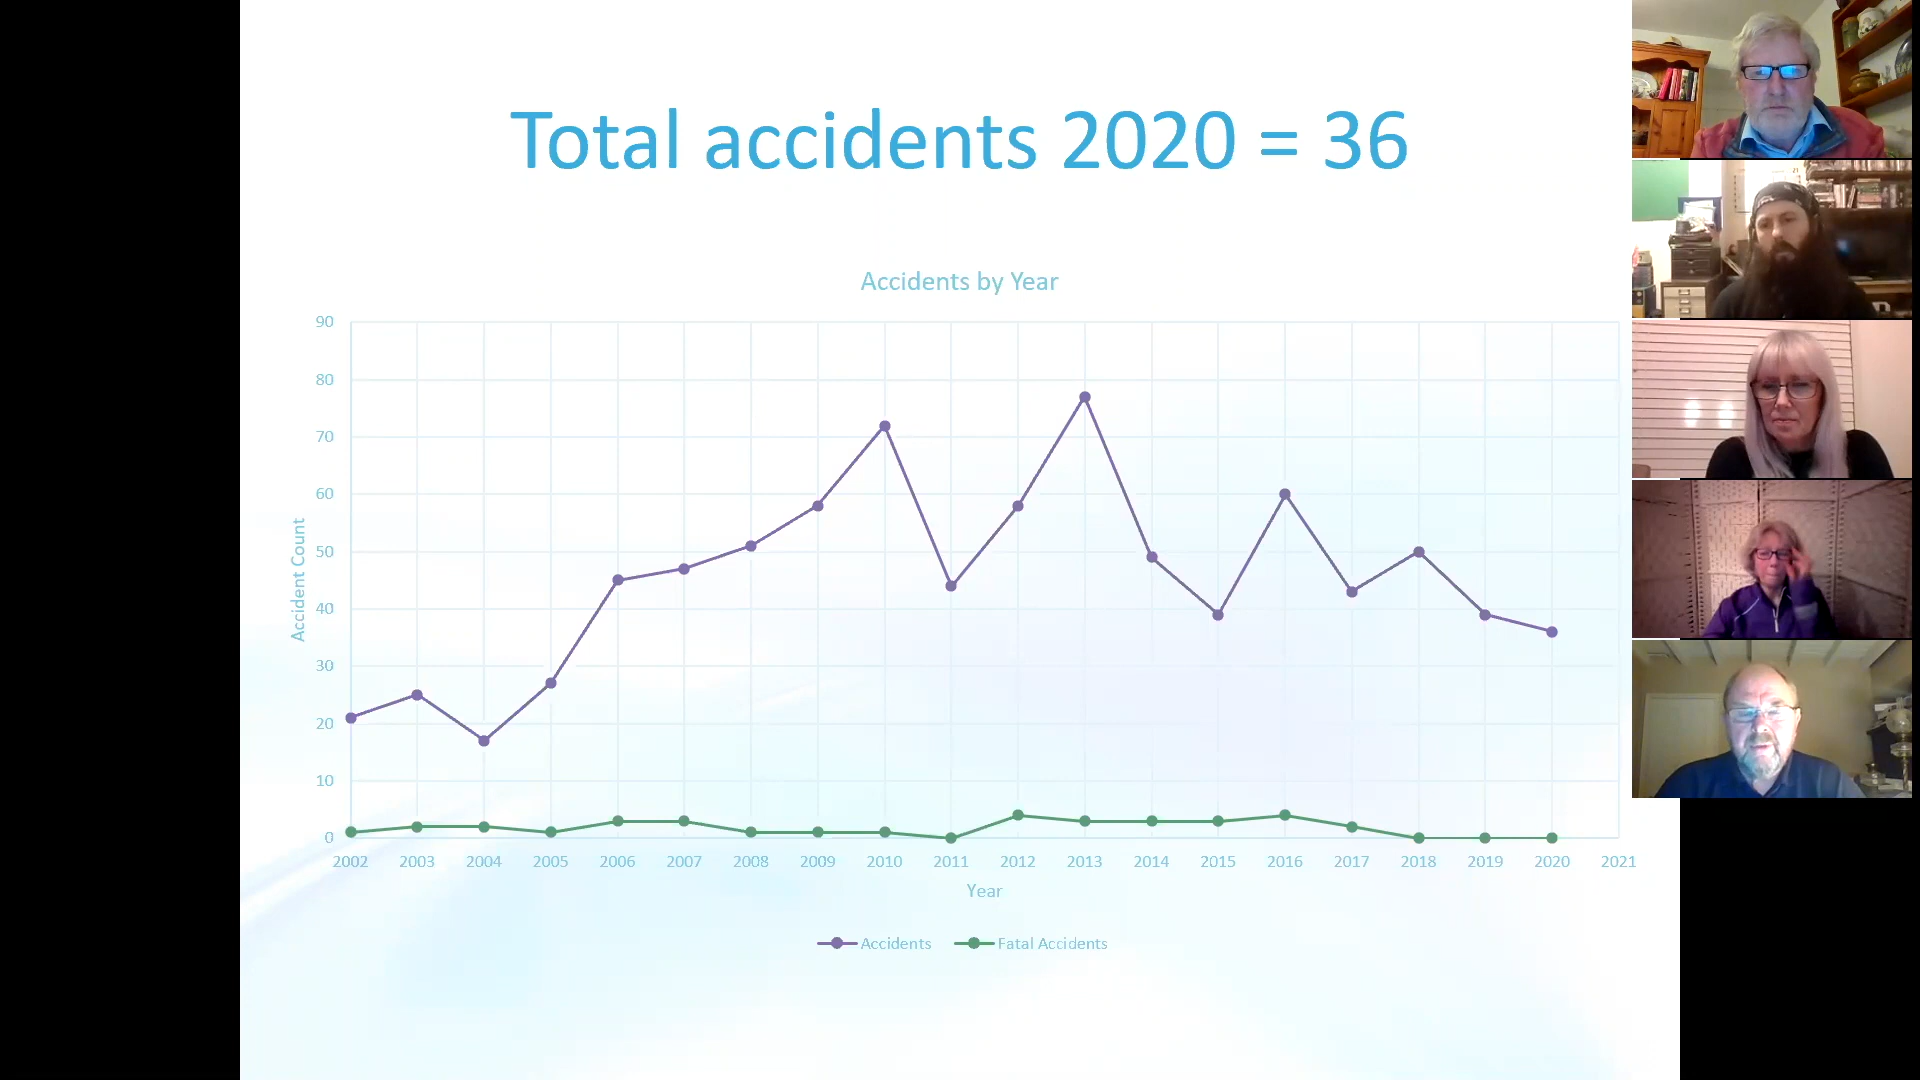 Total accidents 2020 = 36
Accidents by Year
90
80
70
60
50
40
30
20
10
0
Accident Count
2002 2003 2004 2005 2006 2007 2008 2009 2010 2011 2012 2013 2014 2015 2016 2017 2018 2019 2020 2021
Year
Accidents Fatal Accidents